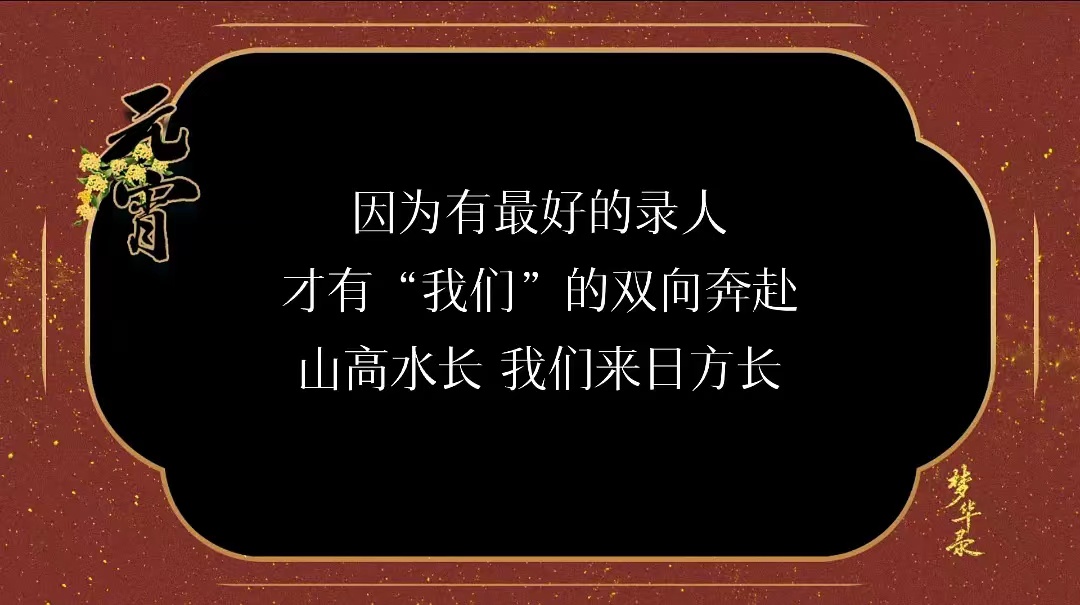 元宵
因为有最好的录人
才有“我们”的双向奔赴
山高水长 我们来日方长
梦华录